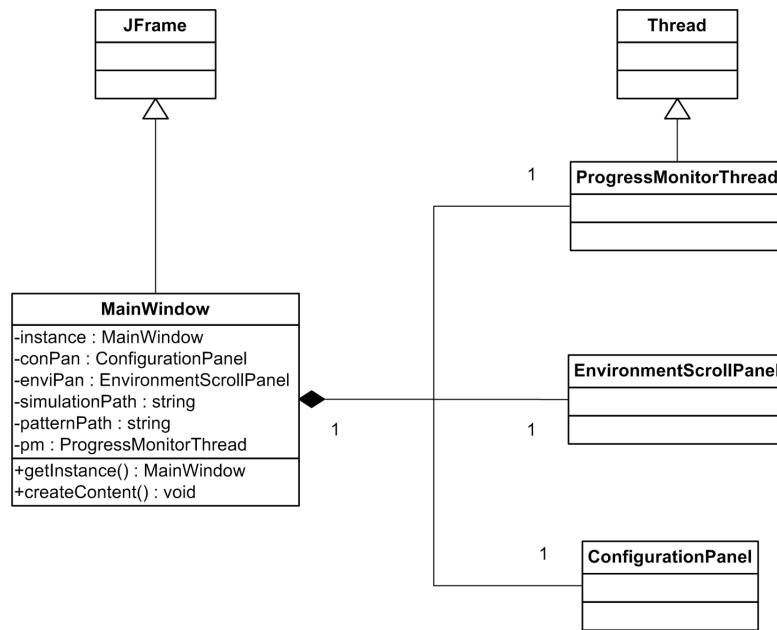 JFrame
Thread
1
ProgressMonitorThread
MainWindow
-instance : MainWindow
-conPan : ConfigurationPanel
-enviPan : EnvironmentScrollPanel
-simulationPath : string
-patternPath : string
-pm : ProgressMonitorThread
+getInstance() : MainWindow
+createContent() : void
EnvironmentScrollPanel
1
1
1
ConfigurationPanel